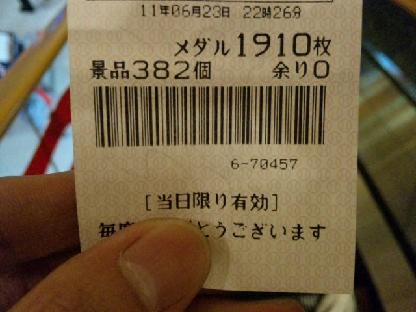 11年06月23日 22時26分
メダル1910枚
景品382個 余り0
6-70457
[当日限り有効]
とうございます